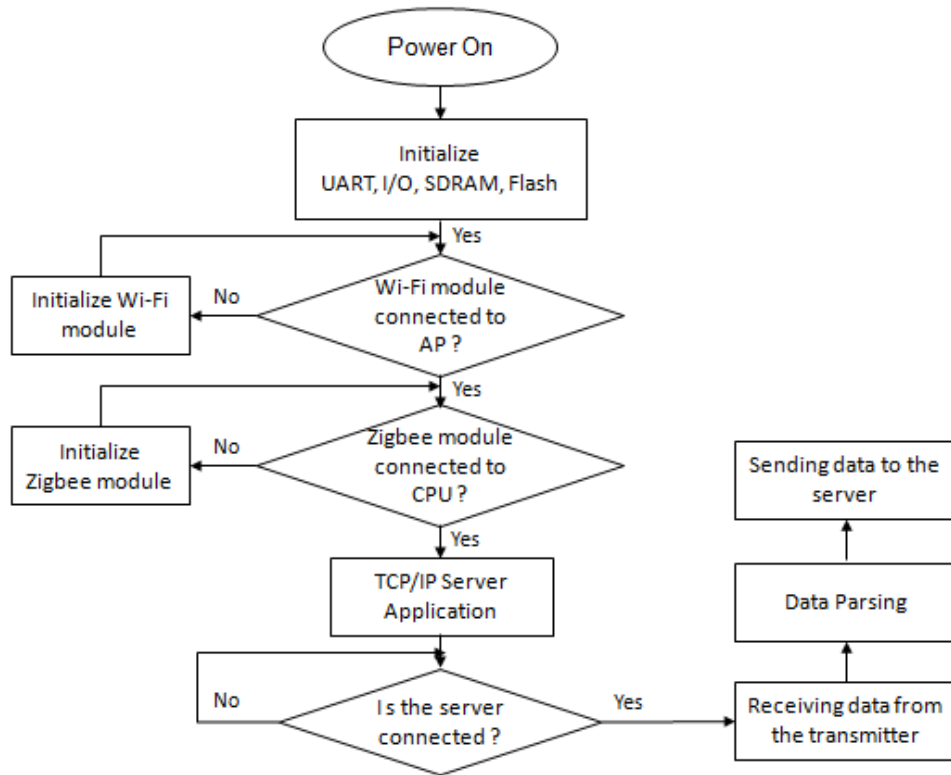 Power On
Initialize
UART, I/O, SDRAM, Flash
Yes
Initialize Wi-Fi
module
No
Wi-Fi module
connected to
AP ?
Yes
Initialize
Zigbee module
No
Zigbee module
connected to
CPU ?
Yes
TCP/IP Server
Application
No
Is the server
connected ?
Yes
Receiving data from
the transmitter
Data Parsing
Sending data to the
server